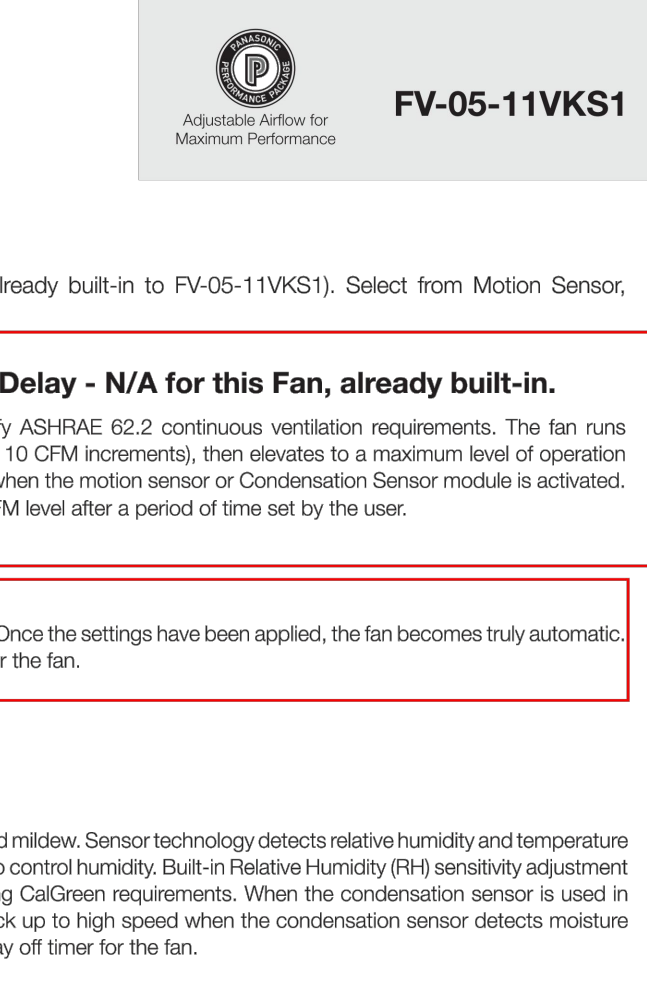 PANASONIC
PERFORMANCE PACKAGE
P
Adjustable Airflow for
Maximum Performance
FV-05-11VKS1
lready built-in to FV-05-11VKS1). Select from Motion Sensor,
Delay - N/A for this Fan, already built-in.
fy ASHRAE 62.2 continuous ventilation requirements. The fan runs
10 CFM increments), then elevates to a maximum level of operation
when the motion sensor or Condensation Sensor module is activated.
FM level after a period of time set by the user.
Once the settings have been applied, the fan becomes truly automatic.
r the fan.
d mildew. Sensor technology detects relative humidity and temperature
o control humidity. Built-in Relative Humidity (RH) sensitivity adjustment
ng CalGreen requirements. When the condensation sensor is used in
ck up to high speed when the condensation sensor detects moisture
ay off timer for the fan.